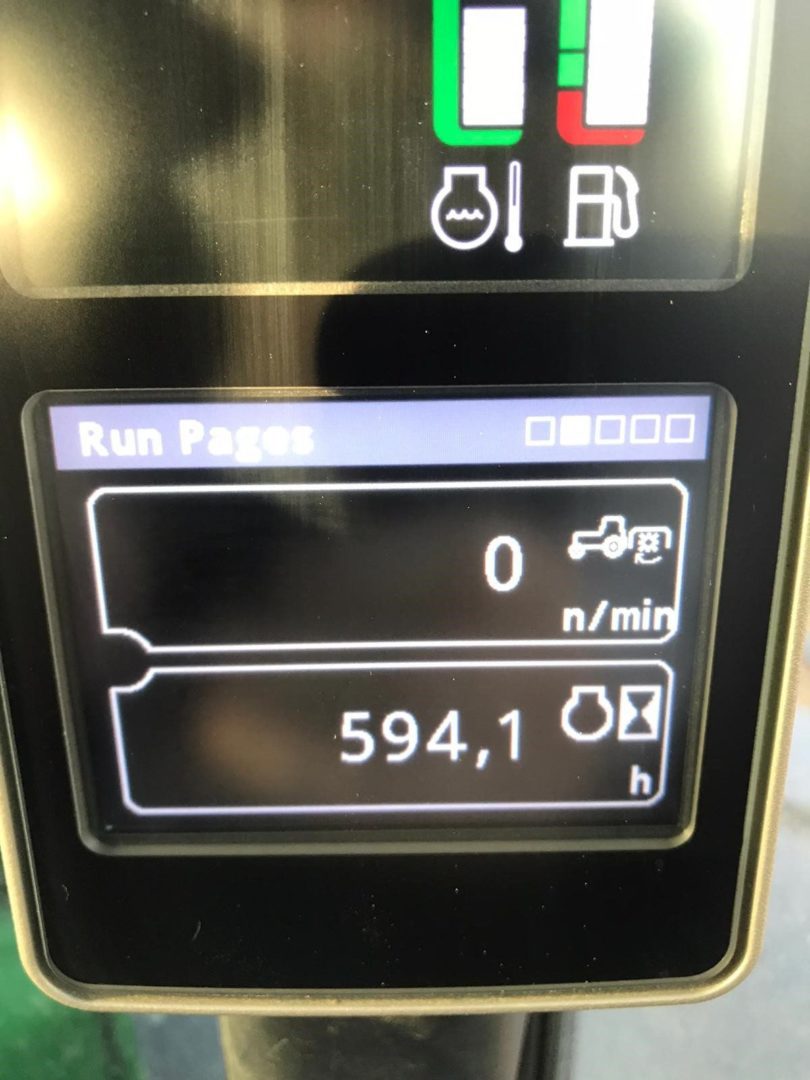 Run Pages
0
n/min
594,1
h